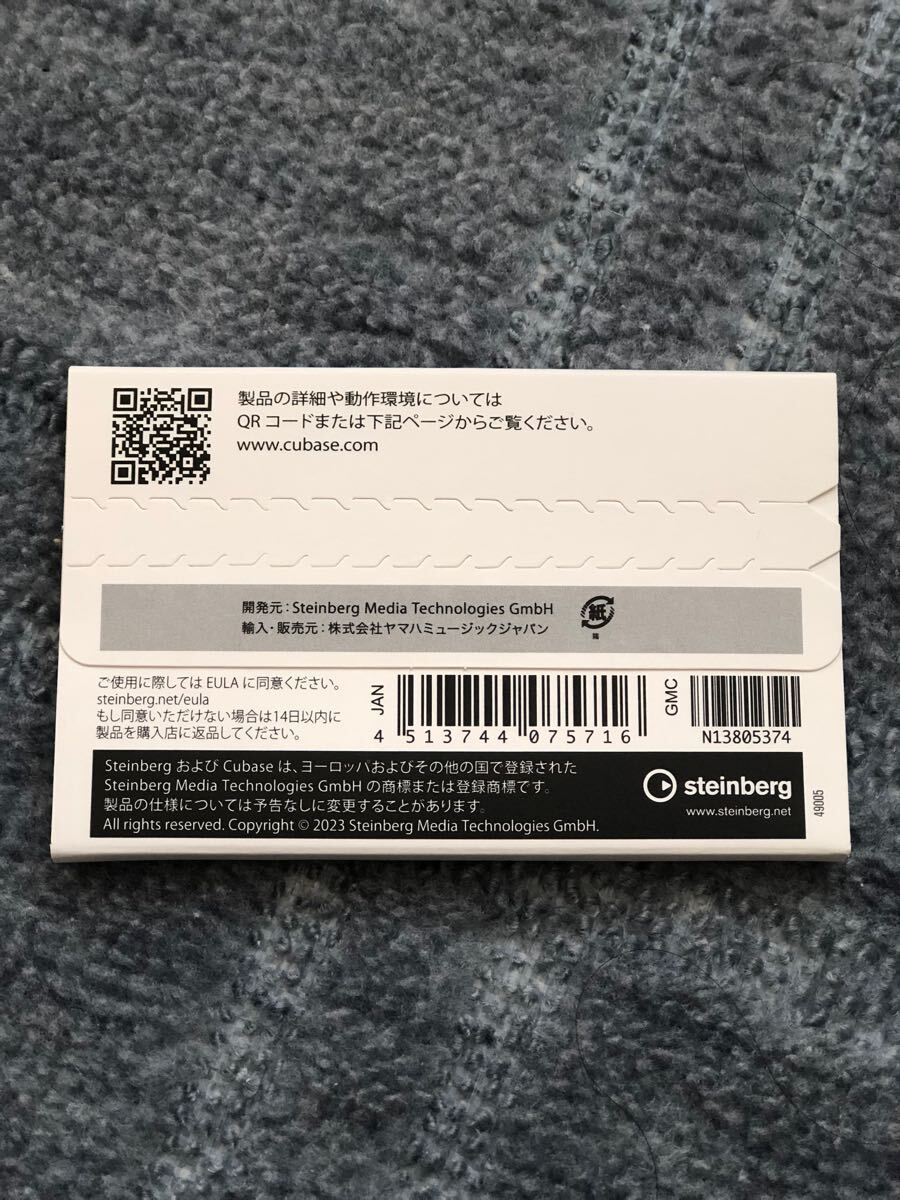 製品の詳細や動作環境については
QRコードまたは下記ページからご覧ください。
www.cubase.com
開発元：Steinberg Media Technologies GmbH
輸入・販売元：株式会社ヤマハミュージックジャパン
紙
箱
ご使用に際しては EULA に同意ください。
steinberg.net/eula
もし同意いただけない場合は14日以内に
製品を購入店に返品してください。
JAN
4 513744 075716
GMC
N13805374
Steinberg および Cubase は、ヨーロッパおよびその他の国で登録された
Steinberg Media Technologies GmbH の商標または登録商標です。
製品の仕様については予告なしに変更することがあります。
All rights reserved. Copyright © 2023 Steinberg Media Technologies GmbH.
steinberg
www.steinberg.net
49005